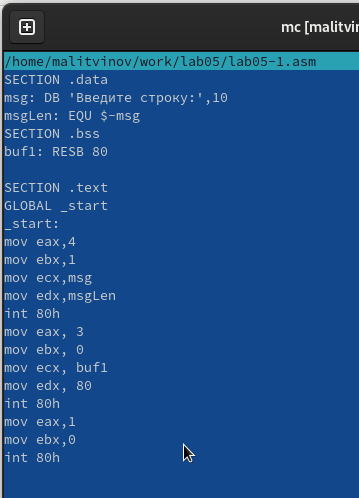 mc [malitvin
/home/malitvinov/work/lab05/lab05-1.asm
SECTION .data
msg: DB 'Введите строку:',10
msgLen: EQU $-msg
SECTION .bss
buf1: RESB 80
SECTION .text
GLOBAL _start
_start:
mov eax,4
mov ebx,1
mov ecx,msg
mov edx,msgLen
int 80h
mov eax, 3
mov ebx, 0
mov ecx, buf1
mov edx, 80
int 80h
mov eax,1
mov ebx,0
int 80h